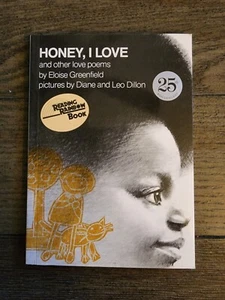 HONEY, I LOVE
and other love poems
by Eloise Greenfield
pictures by Diane and Leo Dillon
25
READING
RAINBOW
BOOK